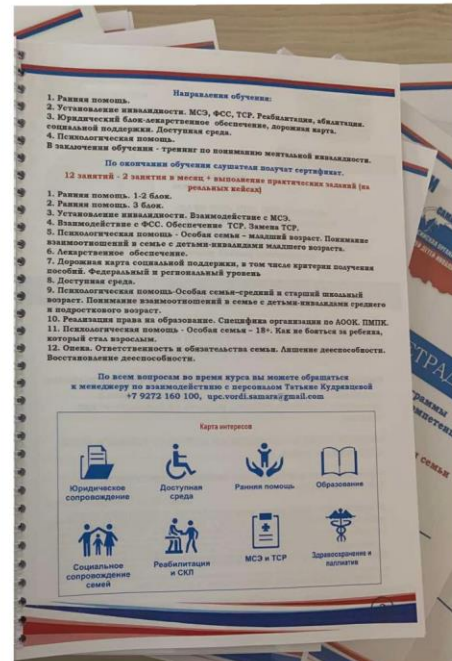 Направления обучения:
1. Ранняя помощь.
2. Установление инвалидности. МСЭ, ФСС, ТСР. Реабилитация, абилитация.
3. Юридический блок-лекарственное обеспечение, дорожная карта.
социальной поддержки. Доступная среда.
4. Психологическая помощь.
В заключении обучения - тренинг по пониманию ментальной инвалидности.
По окончании обучения слушатели получат сертификат.
12 занятий - 2 занятия в месяц + выполнение практических заданий (на
реальных кейсах)
1. Ранняя помощь. 1-2 блок.
2. Ранняя помощь. 3 блок.
3. Установление инвалидности. Взаимодействие с МСЭ.
4. Взаимодействие с ФСС. Обеспечение ТСР. Замена ТСР.
5. Психологическая помощь - Особая семья - младший возраст. Понимание
взаимоотношений в семье с детьми-инвалидами младшего возраста.
6. Лекарственное обеспечение.
7. Дорожная карта социальной поддержки, в том числе критерии получения
пособий. Федеральный и региональный уровень
8. Доступная среда.
9. Психологическая помощь-Особая семья-средний и старший школьный
возраст. Понимание взаимоотношений в семье с детьми-инвалидами среднего
и подросткового возраст.
10. Реализация права на образование. Специфика организации по АООК. ПМПК.
11. Психологическая помощь - Особая семья – 18+. Как не бояться за ребенка,
который стал взрослым.
12. Опека. Ответственность и обязательства семьи. Лишение дееспособности.
Восстановление дееспособности.
По всем вопросам во время курса вы можете обращаться
к менеджеру по взаимодействию с персоналом Татьяне Кудрявцевой
+7 9272 160 100, upc.vordi.samara@gmail.com
Карта интересов
Юридическое
сопровождение
Доступная
среда
Ранняя помощь
Образование
Социальное
сопровождение
семей
Реабилитация
и СКЛ
МСЭ и ТСР
Здравоохранение и
паллиатив